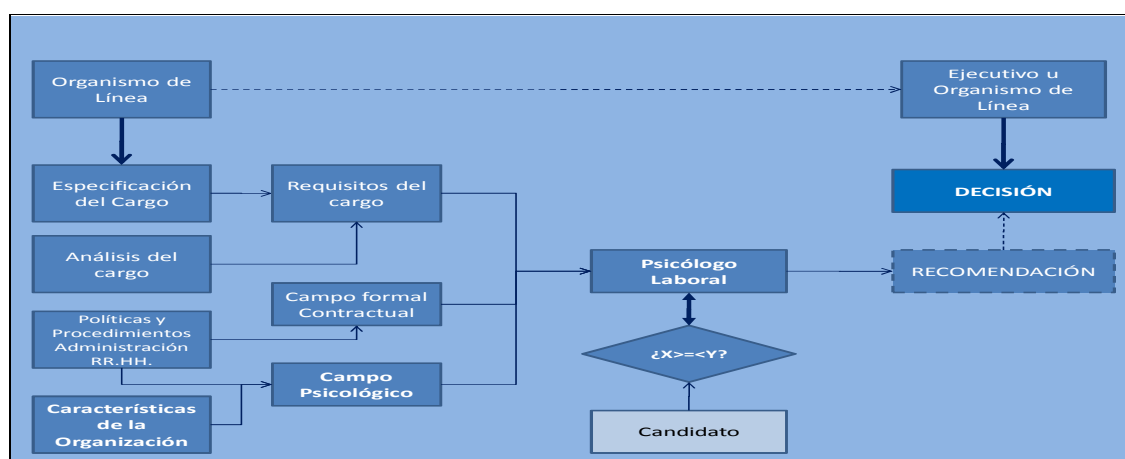 Organismo de
Línea
Ejecutivo u
Organismo de
Línea
Especificación
del Cargo
Requisitos del
cargo
DECISIÓN
Análisis del
cargo
Psicólogo
Laboral
RECOMENDACIÓN
Campo formal
Contractual
Políticas y
Procedimientos
Administración
RR.HH.
¿X>=<Y?
Campo
Psicológico
Características
de la
Organización
Candidato